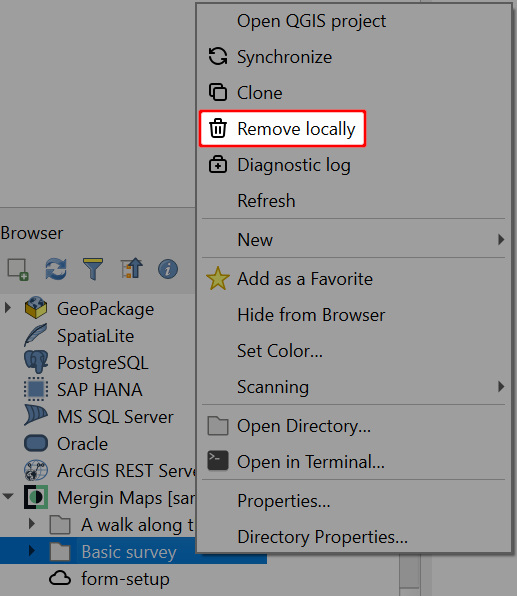 Open QGIS project
Synchronize
Clone
Remove locally
Diagnostic log
Refresh
New
Add as a Favorite
Hide from Browser
Set Color...
Scanning
Open Directory...
Open in Terminal...
Properties...
Directory Properties...
Browser
GeoPackage
SpatiaLite
PostgreSQL
SAP HANA
MS SQL Server
Oracle
ArcGIS REST Serve
Mergin Maps [sar
A walk along t
Basic survey
form-setup